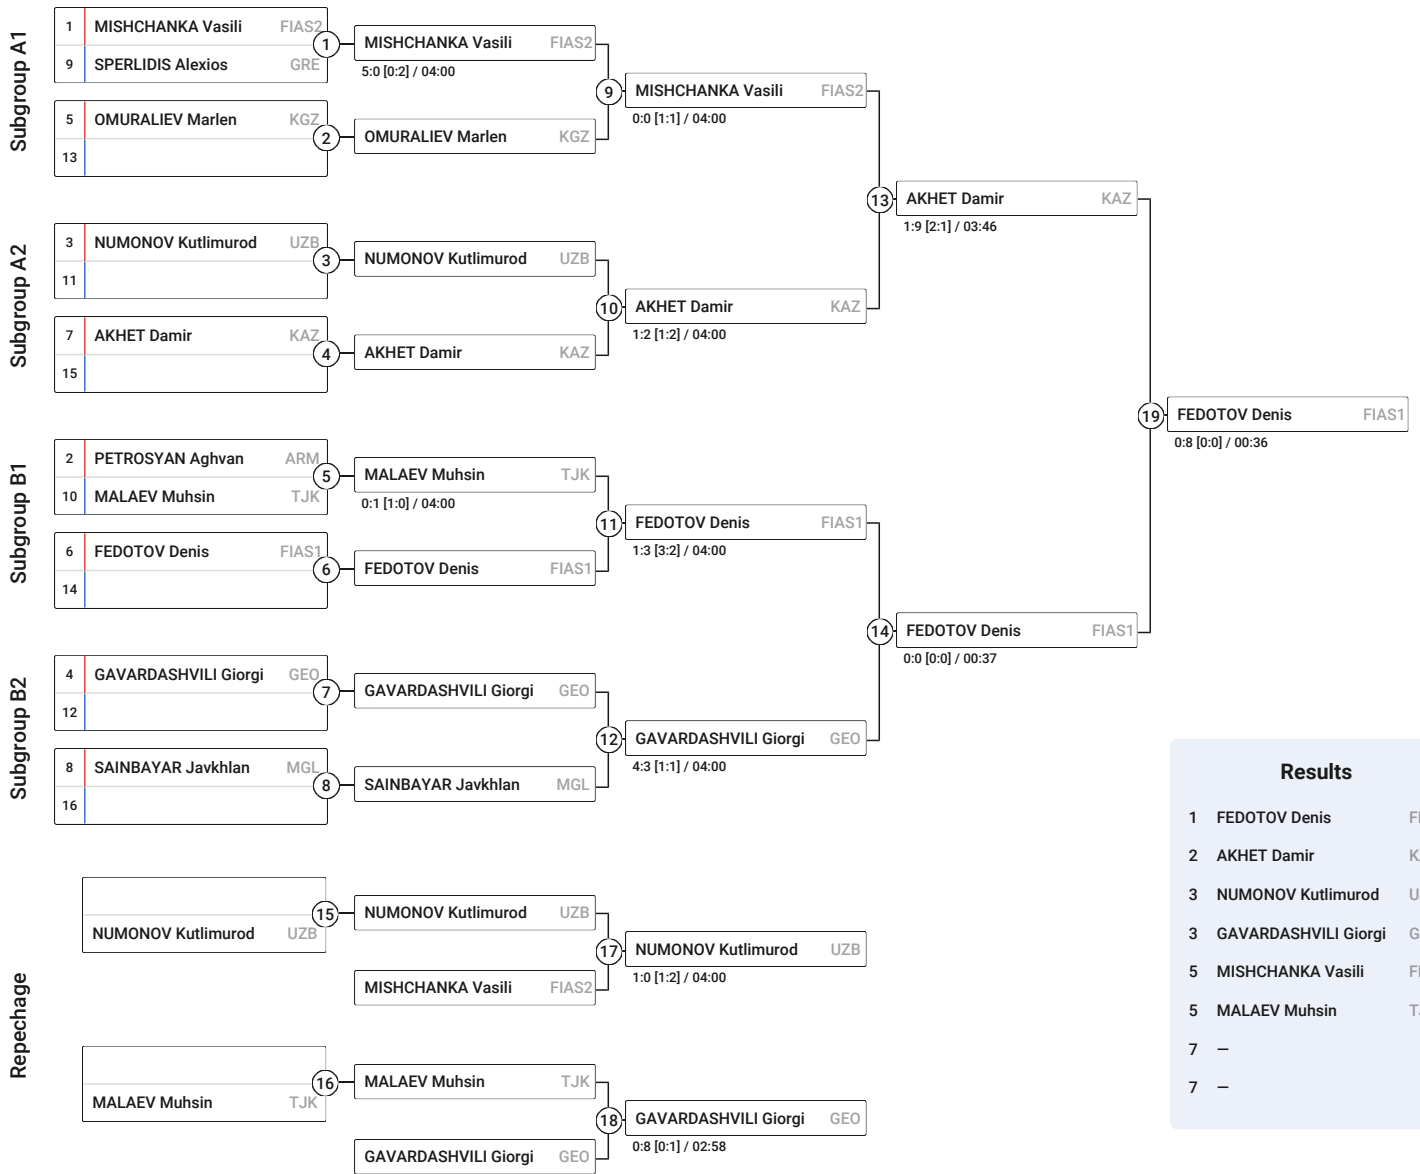 Subgroup A1
1 MISHCHANKA Vasili FIAS2
9 SPERLIDIS Alexios GRE
1
5 OMURALIEV Marlen KGZ
13
2
MISHCHANKA Vasili FIAS2
5:0 [0:2] / 04:00
OMURALIEV Marlen KGZ
9
MISHCHANKA Vasili FIAS2
0:0 [1:1] / 04:00
Subgroup A2
3 NUMONOV Kutlimurod UZB
11
3
7 AKHET Damir KAZ
15
4
NUMONOV Kutlimurod UZB
AKHET Damir KAZ
10
AKHET Damir KAZ
1:2 [1:2] / 04:00
13
AKHET Damir KAZ
1:9 [2:1] / 03:46
Subgroup B1
2 PETROSYAN Aghvan ARM
10 MALAEV Muhsin TJK
5
6 FEDOTOV Denis FIAS1
14
6
MALAEV Muhsin TJK
0:1 [1:0] / 04:00
FEDOTOV Denis FIAS1
11
FEDOTOV Denis FIAS1
1:3 [3:2] / 04:00
Subgroup B2
4 GAVARDASHVILI Giorgi GEO
12
7
8 SAINBAYAR Javkhlan MGL
16
8
GAVARDASHVILI Giorgi GEO
SAINBAYAR Javkhlan MGL
12
GAVARDASHVILI Giorgi GEO
4:3 [1:1] / 04:00
14
FEDOTOV Denis FIAS1
0:0 [0:0] / 00:37
19
FEDOTOV Denis FIAS1
0:8 [0:0] / 00:36
Repechage
NUMONOV Kutlimurod UZB
15
NUMONOV Kutlimurod UZB
MISHCHANKA Vasili FIAS2
17
NUMONOV Kutlimurod UZB
1:0 [1:2] / 04:00
MALAEV Muhsin TJK
16
MALAEV Muhsin TJK
GAVARDASHVILI Giorgi GEO
18
GAVARDASHVILI Giorgi GEO
0:8 [0:1] / 02:58
Results
1 FEDOTOV Denis
2 AKHET Damir
3 NUMONOV Kutlimurod
3 GAVARDASHVILI Giorgi
5 MISHCHANKA Vasili
5 MALAEV Muhsin
7 –
7 –